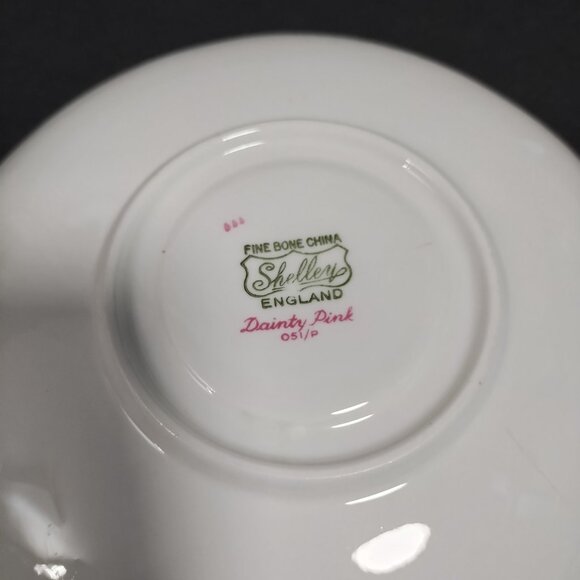 FINE BONE CHINA
Shelley
ENGLAND
Dainty Pink
051/P